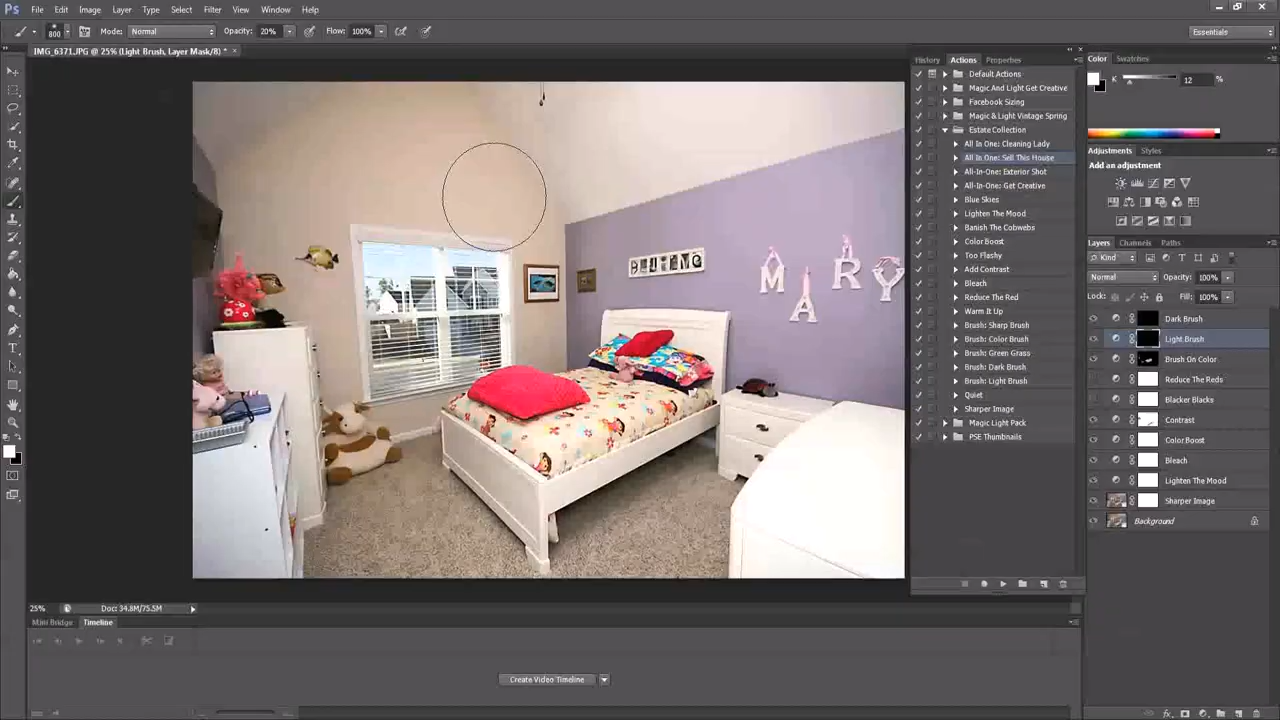 Ps File Edit Image Layer Type Select Filter View Window Help
800 Mode: Normal Opacity: 20% Flow: 100% Essentials
IMG_6371.JPG @ 25% (Light Brush, Layer Mask/8) *
History Actions Properties
Default Actions
Magic And Light Get Creative
Facebook Sizing
Magic & Light Vintage Spring
Estate Collection
All In One: Cleaning Lady
All In One: Sell This House
All-In-One: Exterior Shot
All-In-One: Get Creative
Blue Skies
Lighten The Mood
Banish The Cobwebs
Color Boost
Too Flashy
Add Contrast
Bleach
Reduce The Red
Warm It Up
Brush: Sharp Brush
Brush: Color Brush
Brush: Green Grass
Brush: Dark Brush
Brush: Light Brush
Quiet
Sharper Image
Magic Light Pack
PSE Thumbnails
Color Swatches
K 12 %
Adjustments Styles
Add an adjustment
Layers Channels Paths
Kind
Normal Opacity: 100%
Lock: Fill: 100%
Dark Brush
Light Brush
Brush On Color
Reduce The Reds
Blacker Blacks
Contrast
Color Boost
Bleach
Lighten The Mood
Sharper Image
Background
M A R Y
25% Doc: 34.8M/75.5M
Mini Bridge Timeline
Create Video Timeline